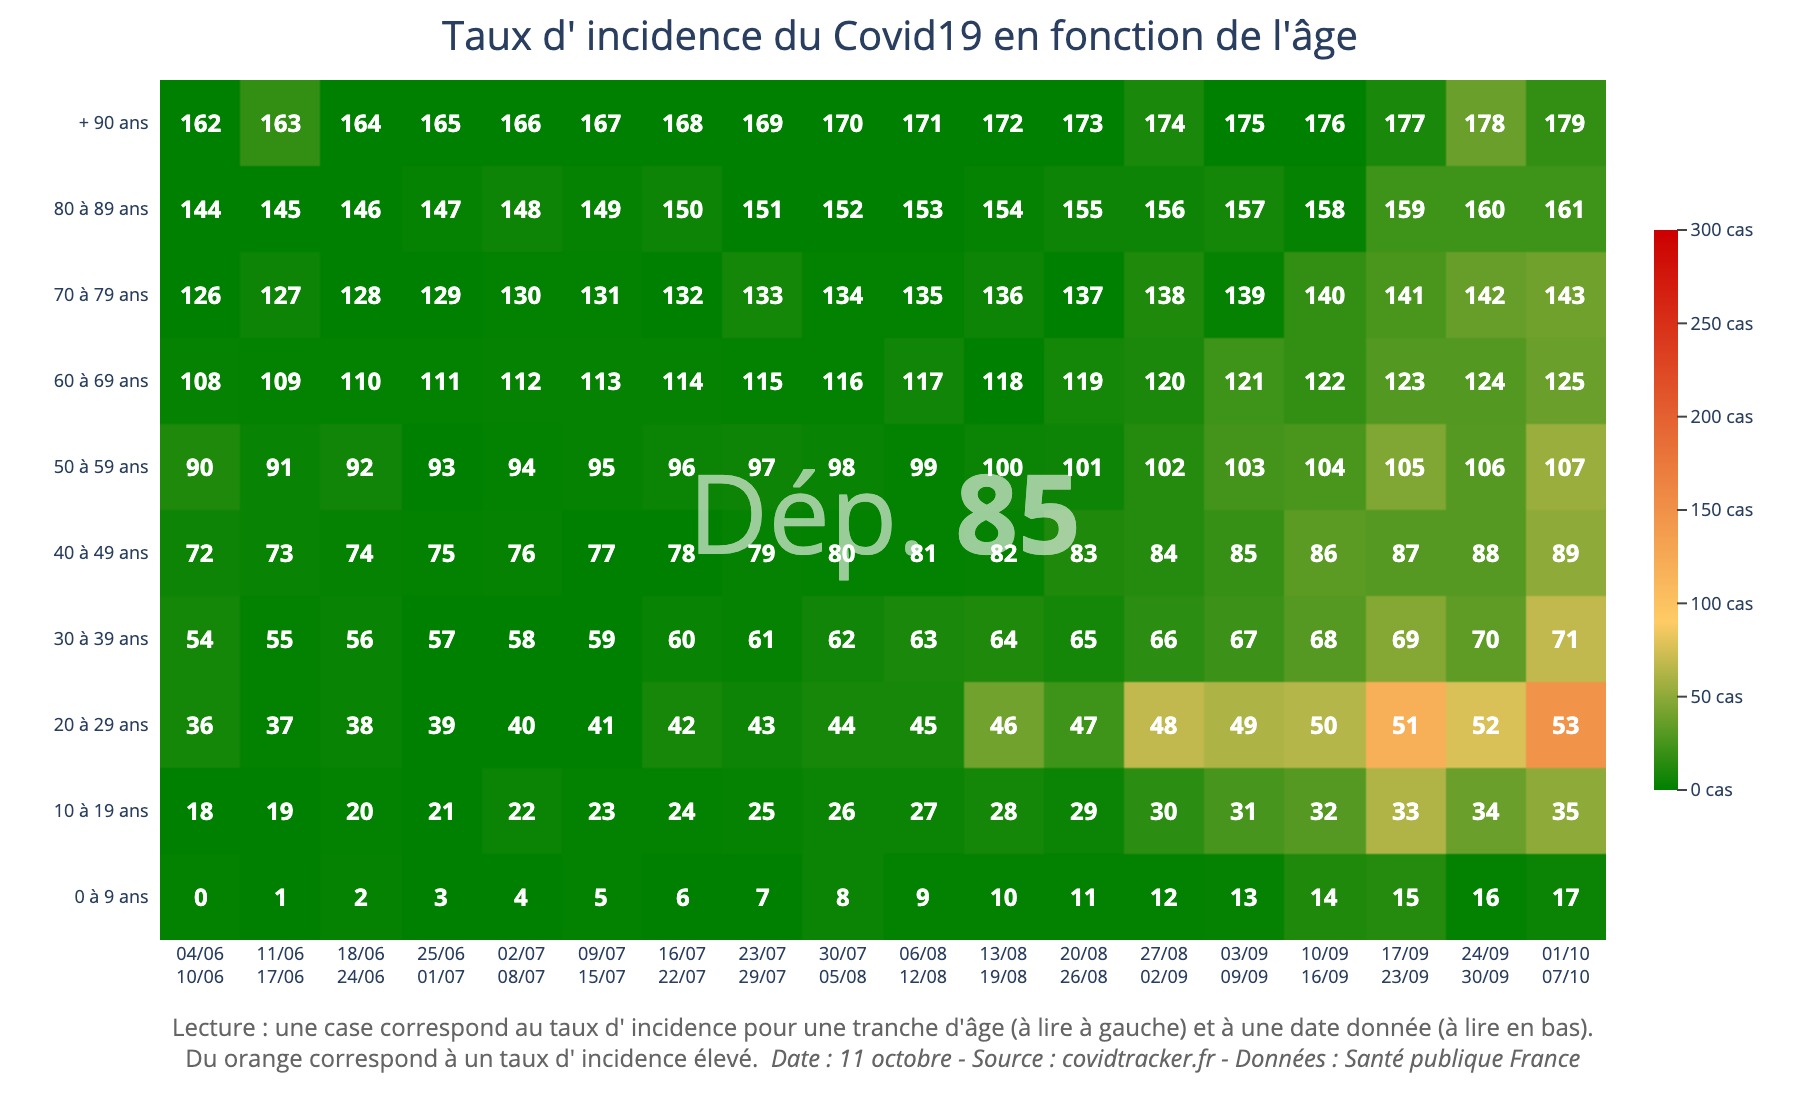 Taux d' incidence du Covid19 en fonction de l'âge
+ 90 ans 162 163 164 165 166 167 168 169 170 171 172 173 174 175 176 177 178 179
80 à 89 ans 144 145 146 147 148 149 150 151 152 153 154 155 156 157 158 159 160 161
70 à 79 ans 126 127 128 129 130 131 132 133 134 135 136 137 138 139 140 141 142 143
60 à 69 ans 108 109 110 111 112 113 114 115 116 117 118 119 120 121 122 123 124 125
50 à 59 ans 90 91 92 93 94 95 96 97 98 99 100 101 102 103 104 105 106 107
Dép. 85
40 à 49 ans 72 73 74 75 76 77 78 79 80 81 82 83 84 85 86 87 88 89
30 à 39 ans 54 55 56 57 58 59 60 61 62 63 64 65 66 67 68 69 70 71
20 à 29 ans 36 37 38 39 40 41 42 43 44 45 46 47 48 49 50 51 52 53
10 à 19 ans 18 19 20 21 22 23 24 25 26 27 28 29 30 31 32 33 34 35
0 à 9 ans 0 1 2 3 4 5 6 7 8 9 10 11 12 13 14 15 16 17
04/06 11/06 18/06 25/06 02/07 09/07 16/07 23/07 30/07 06/08 13/08 20/08 27/08 03/09 10/09 17/09 24/09 01/10
10/06 17/06 24/06 01/07 08/07 15/07 22/07 29/07 05/08 12/08 19/08 26/08 02/09 09/09 16/09 23/09 30/09 07/10
300 cas
250 cas
200 cas
150 cas
100 cas
50 cas
0 cas
Lecture : une case correspond au taux d' incidence pour une tranche d'âge (à lire à gauche) et à une date donnée (à lire en bas).
Du orange correspond à un taux d' incidence élevé. Date : 11 octobre - Source : covidtracker.fr - Données : Santé publique France